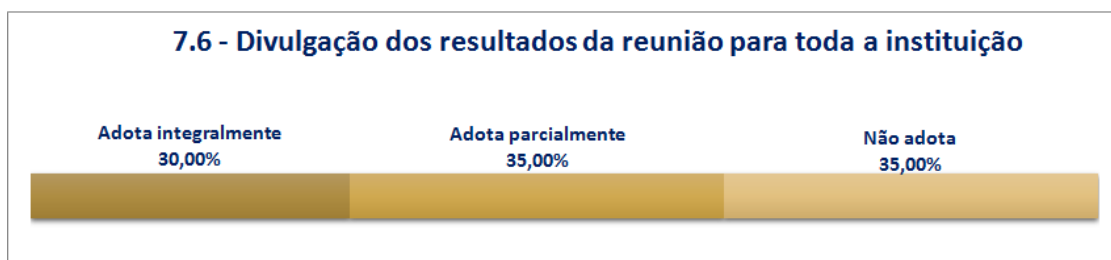 7.6 - Divulgação dos resultados da reunião para toda a instituição
Adota integralmente
30,00%
Adota parcialmente
35,00%
Não adota
35,00%